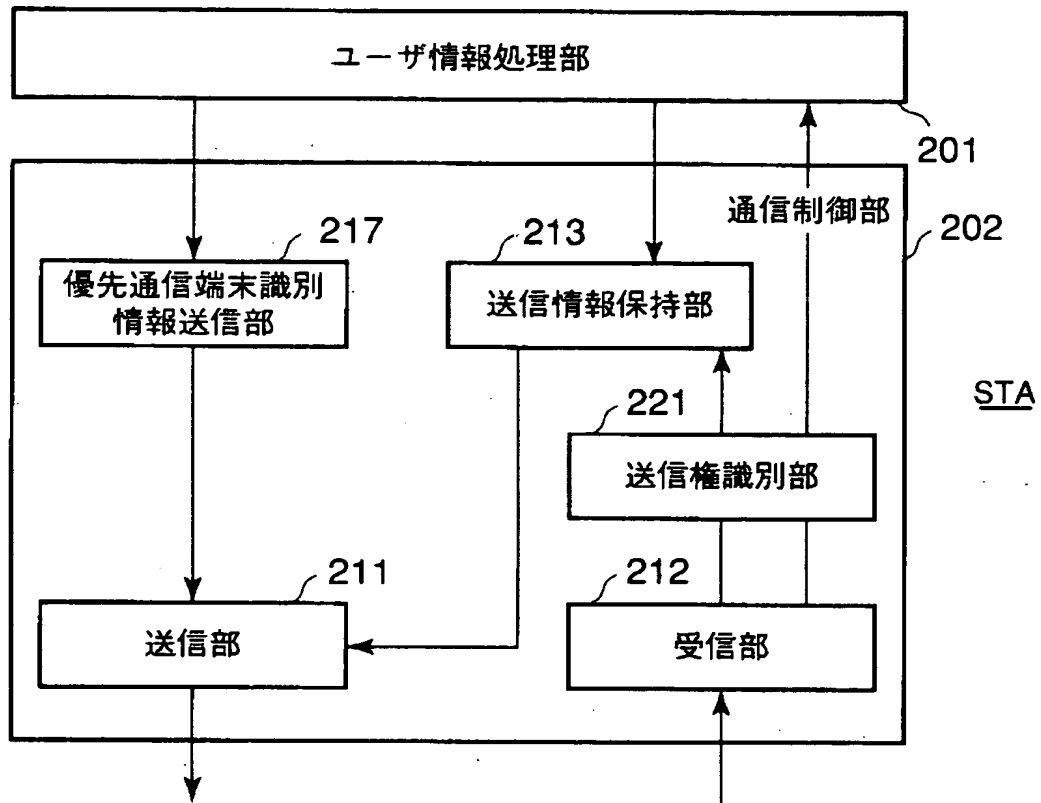 ユーザ情報処理部
201
通信制御部
202
217
優先通信端末識別
情報送信部
213
送信情報保持部
STA
221
送信権識別部
211
送信部
212
受信部